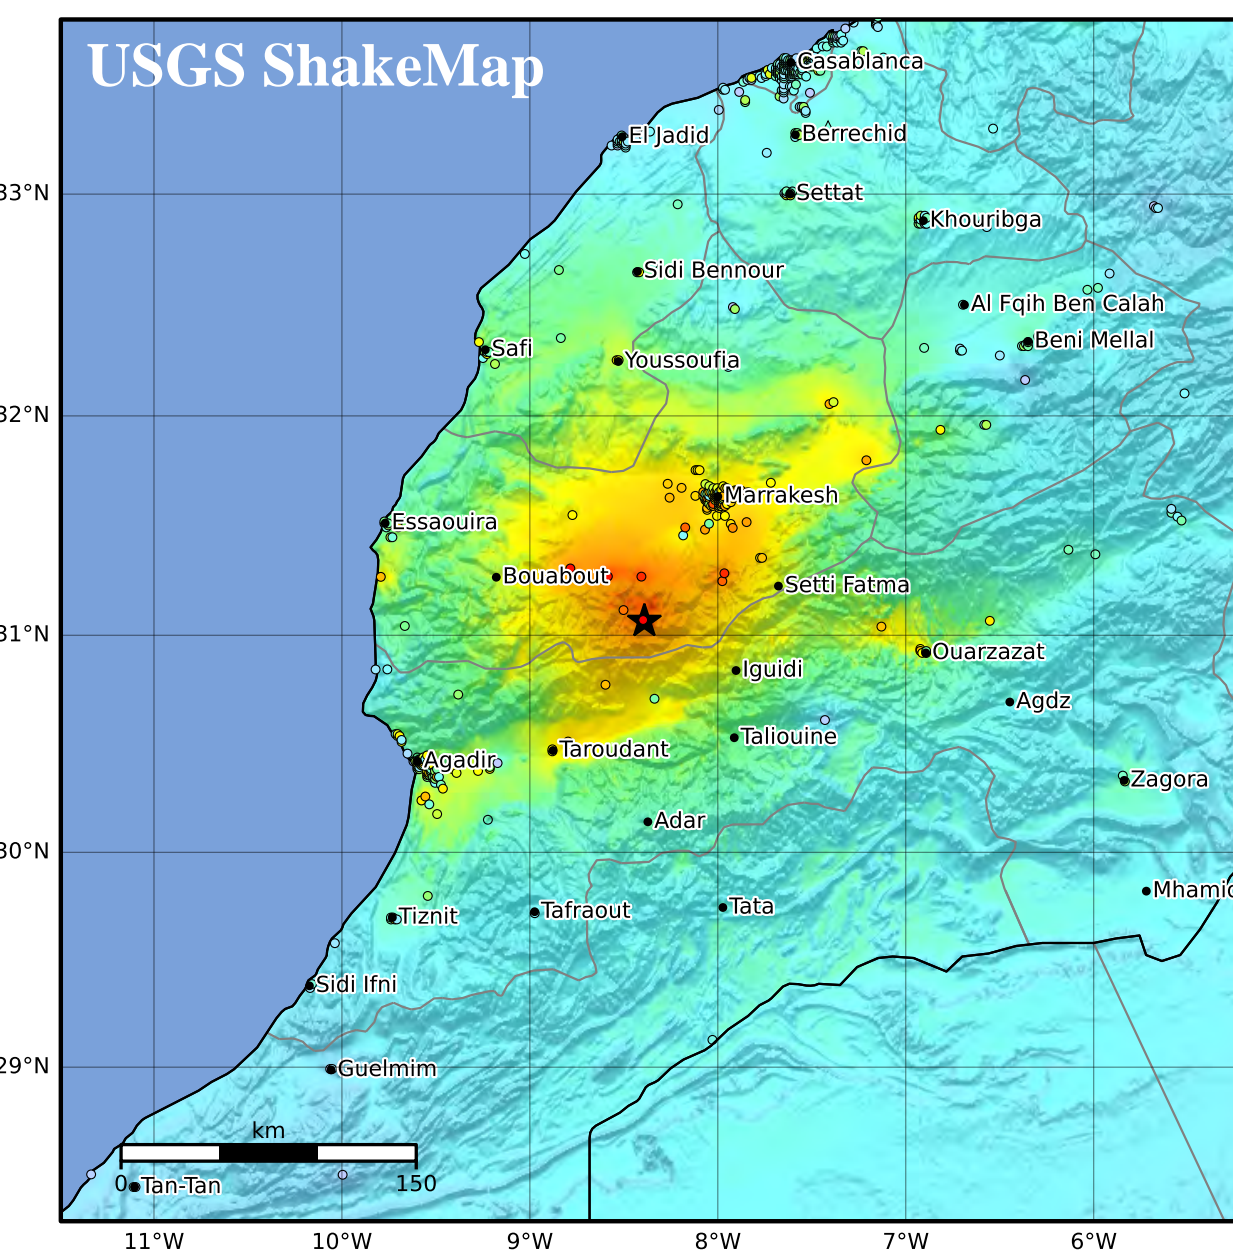 USGS ShakeMap
Casablanca
El Jadid
Berrechid
33°N
Settat
Khouribga
Sidi Bennour
Al Fqih Ben Calah
Beni Mellal
Safi
Youssoufia
32°N
Marrakesh
Essaouira
Bouabout
Setti Fatma
31°N
Ouarzazat
Iguidi
Agdz
Taliouine
Taroudant
Agadir
Zagora
Adar
30°N
Mhamid
Tata
Tafraout
Tiznit
Sidi Ifni
29°N
Guelmim
km
0 150
Tan-Tan
11°W 10°W 9°W 8°W 7°W 6°W